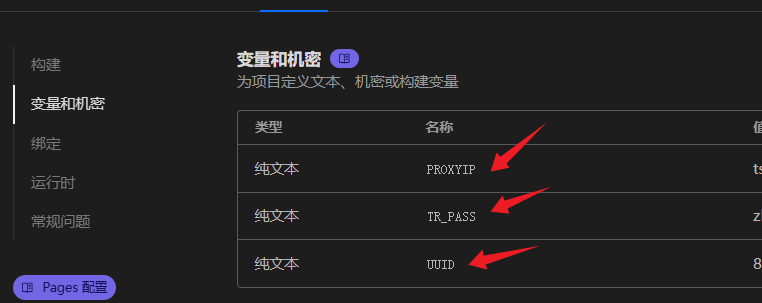 构建
变量和机密
绑定
运行时
常规问题
Pages 配置
变量和机密
为项目定义文本、机密或构建变量
类型 名称
纯文本 PROXYIP
纯文本 TR_PASS
纯文本 UUID 8